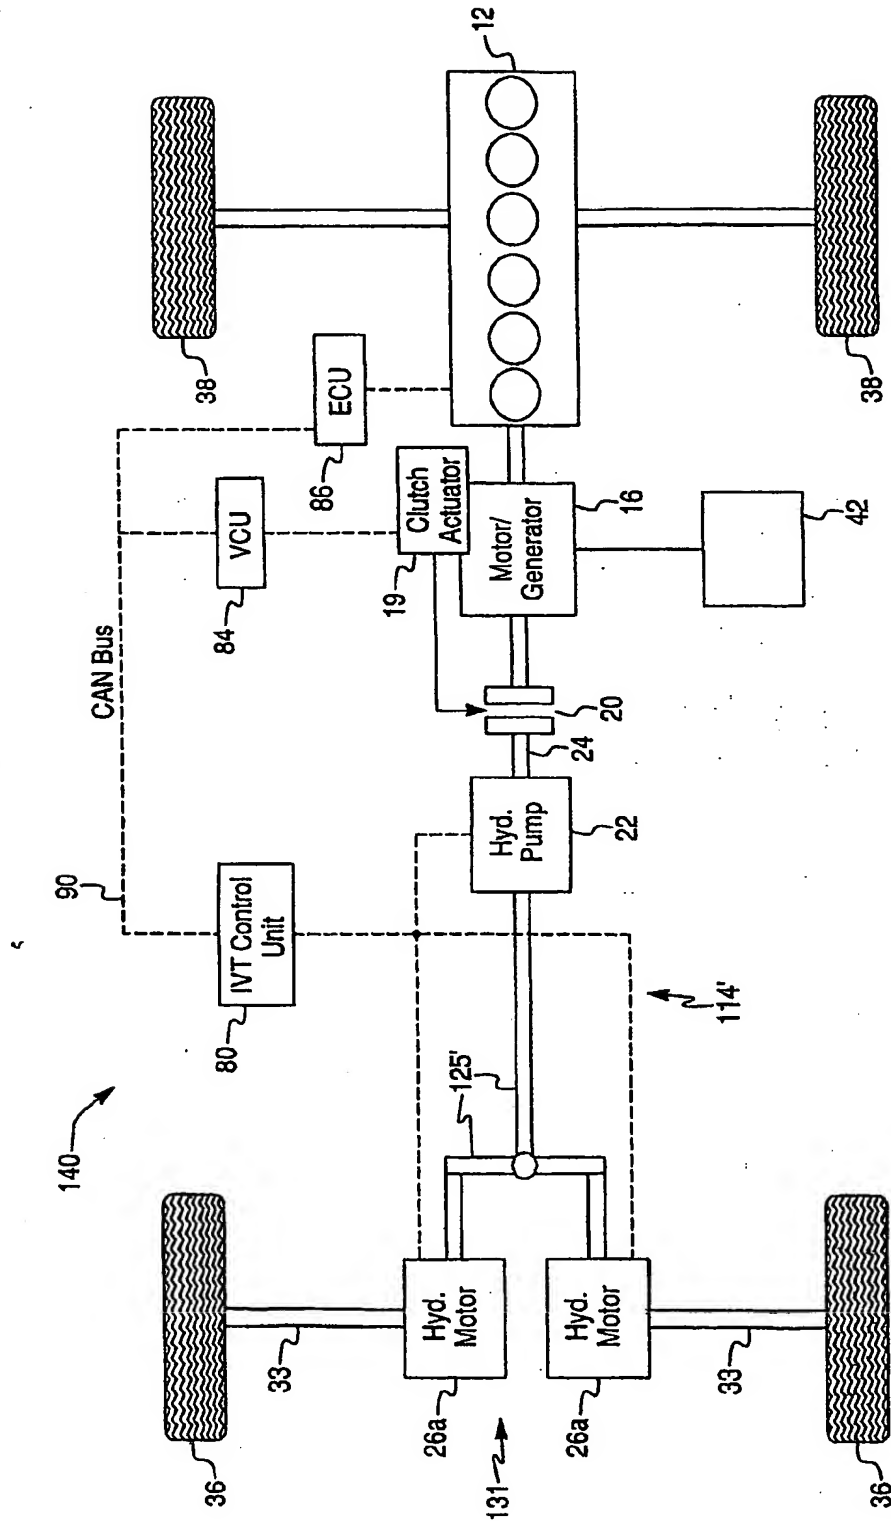 140
90
CAN Bus
80
IVT Control
Unit
84
VCU
86
ECU
38
12
19
Clutch
Actuator
Motor/
Generator
16
42
20
24
Hyd.
Pump
22
125'
114'
36
33
Hyd.
Motor
26a
131
Hyd.
Motor
26a
33
36
38